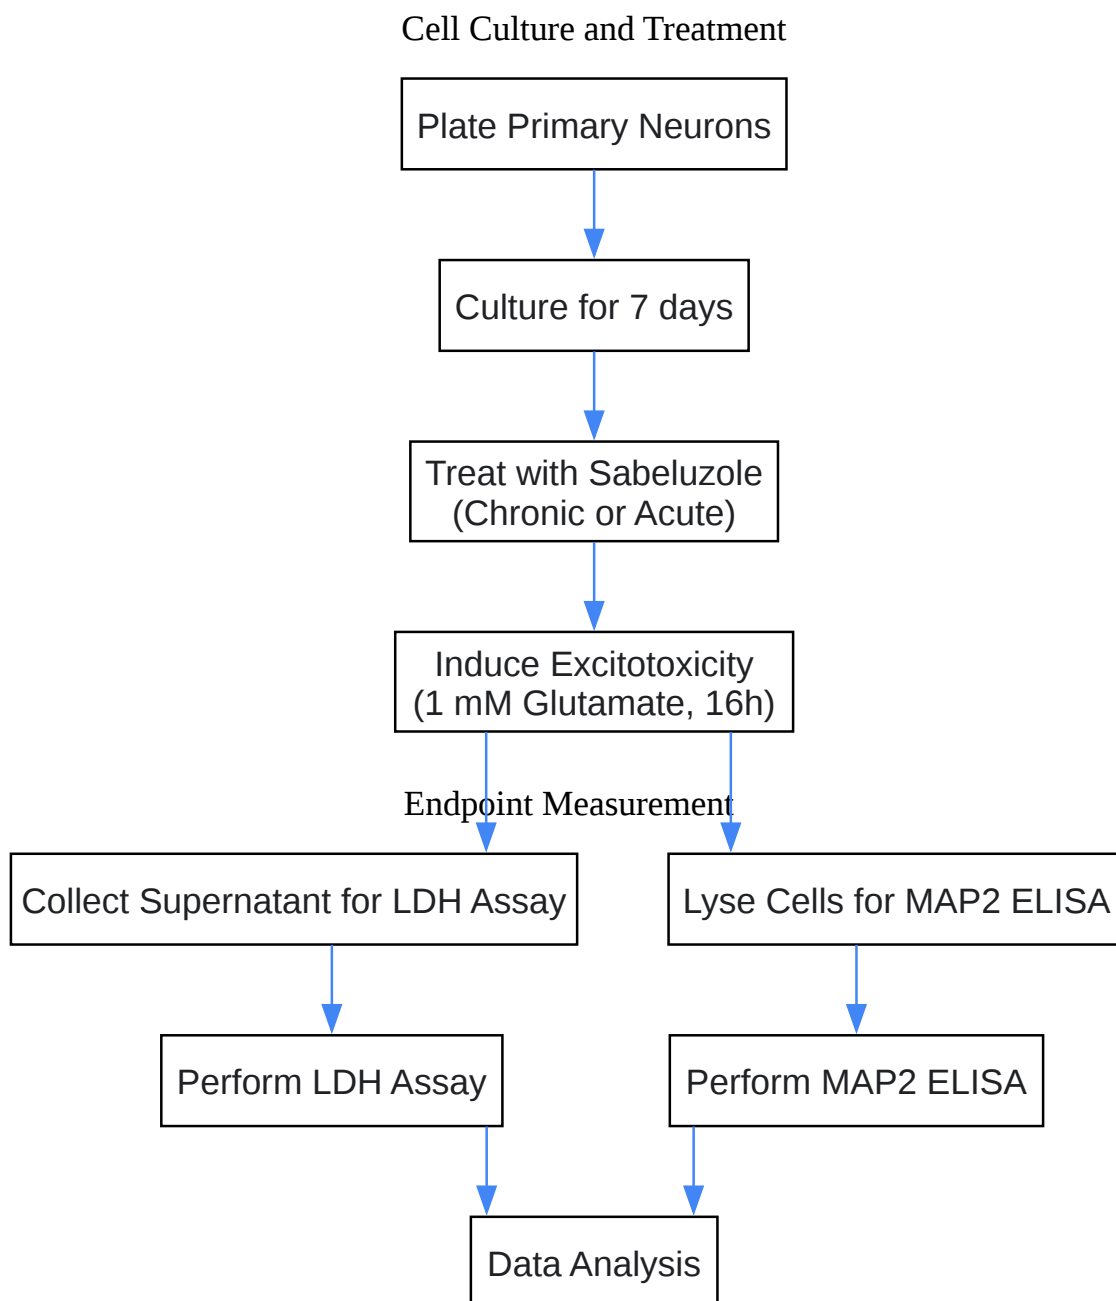 Cell Culture and Treatment
Plate Primary Neurons
Culture for 7 days
Treat with Sabeluzole
(Chronic or Acute)
Induce Excitotoxicity
(1 mM Glutamate, 16h)
Endpoint Measurement
Collect Supernatant for LDH Assay
Lyse Cells for MAP2 ELISA
Perform LDH Assay
Perform MAP2 ELISA
Data Analysis